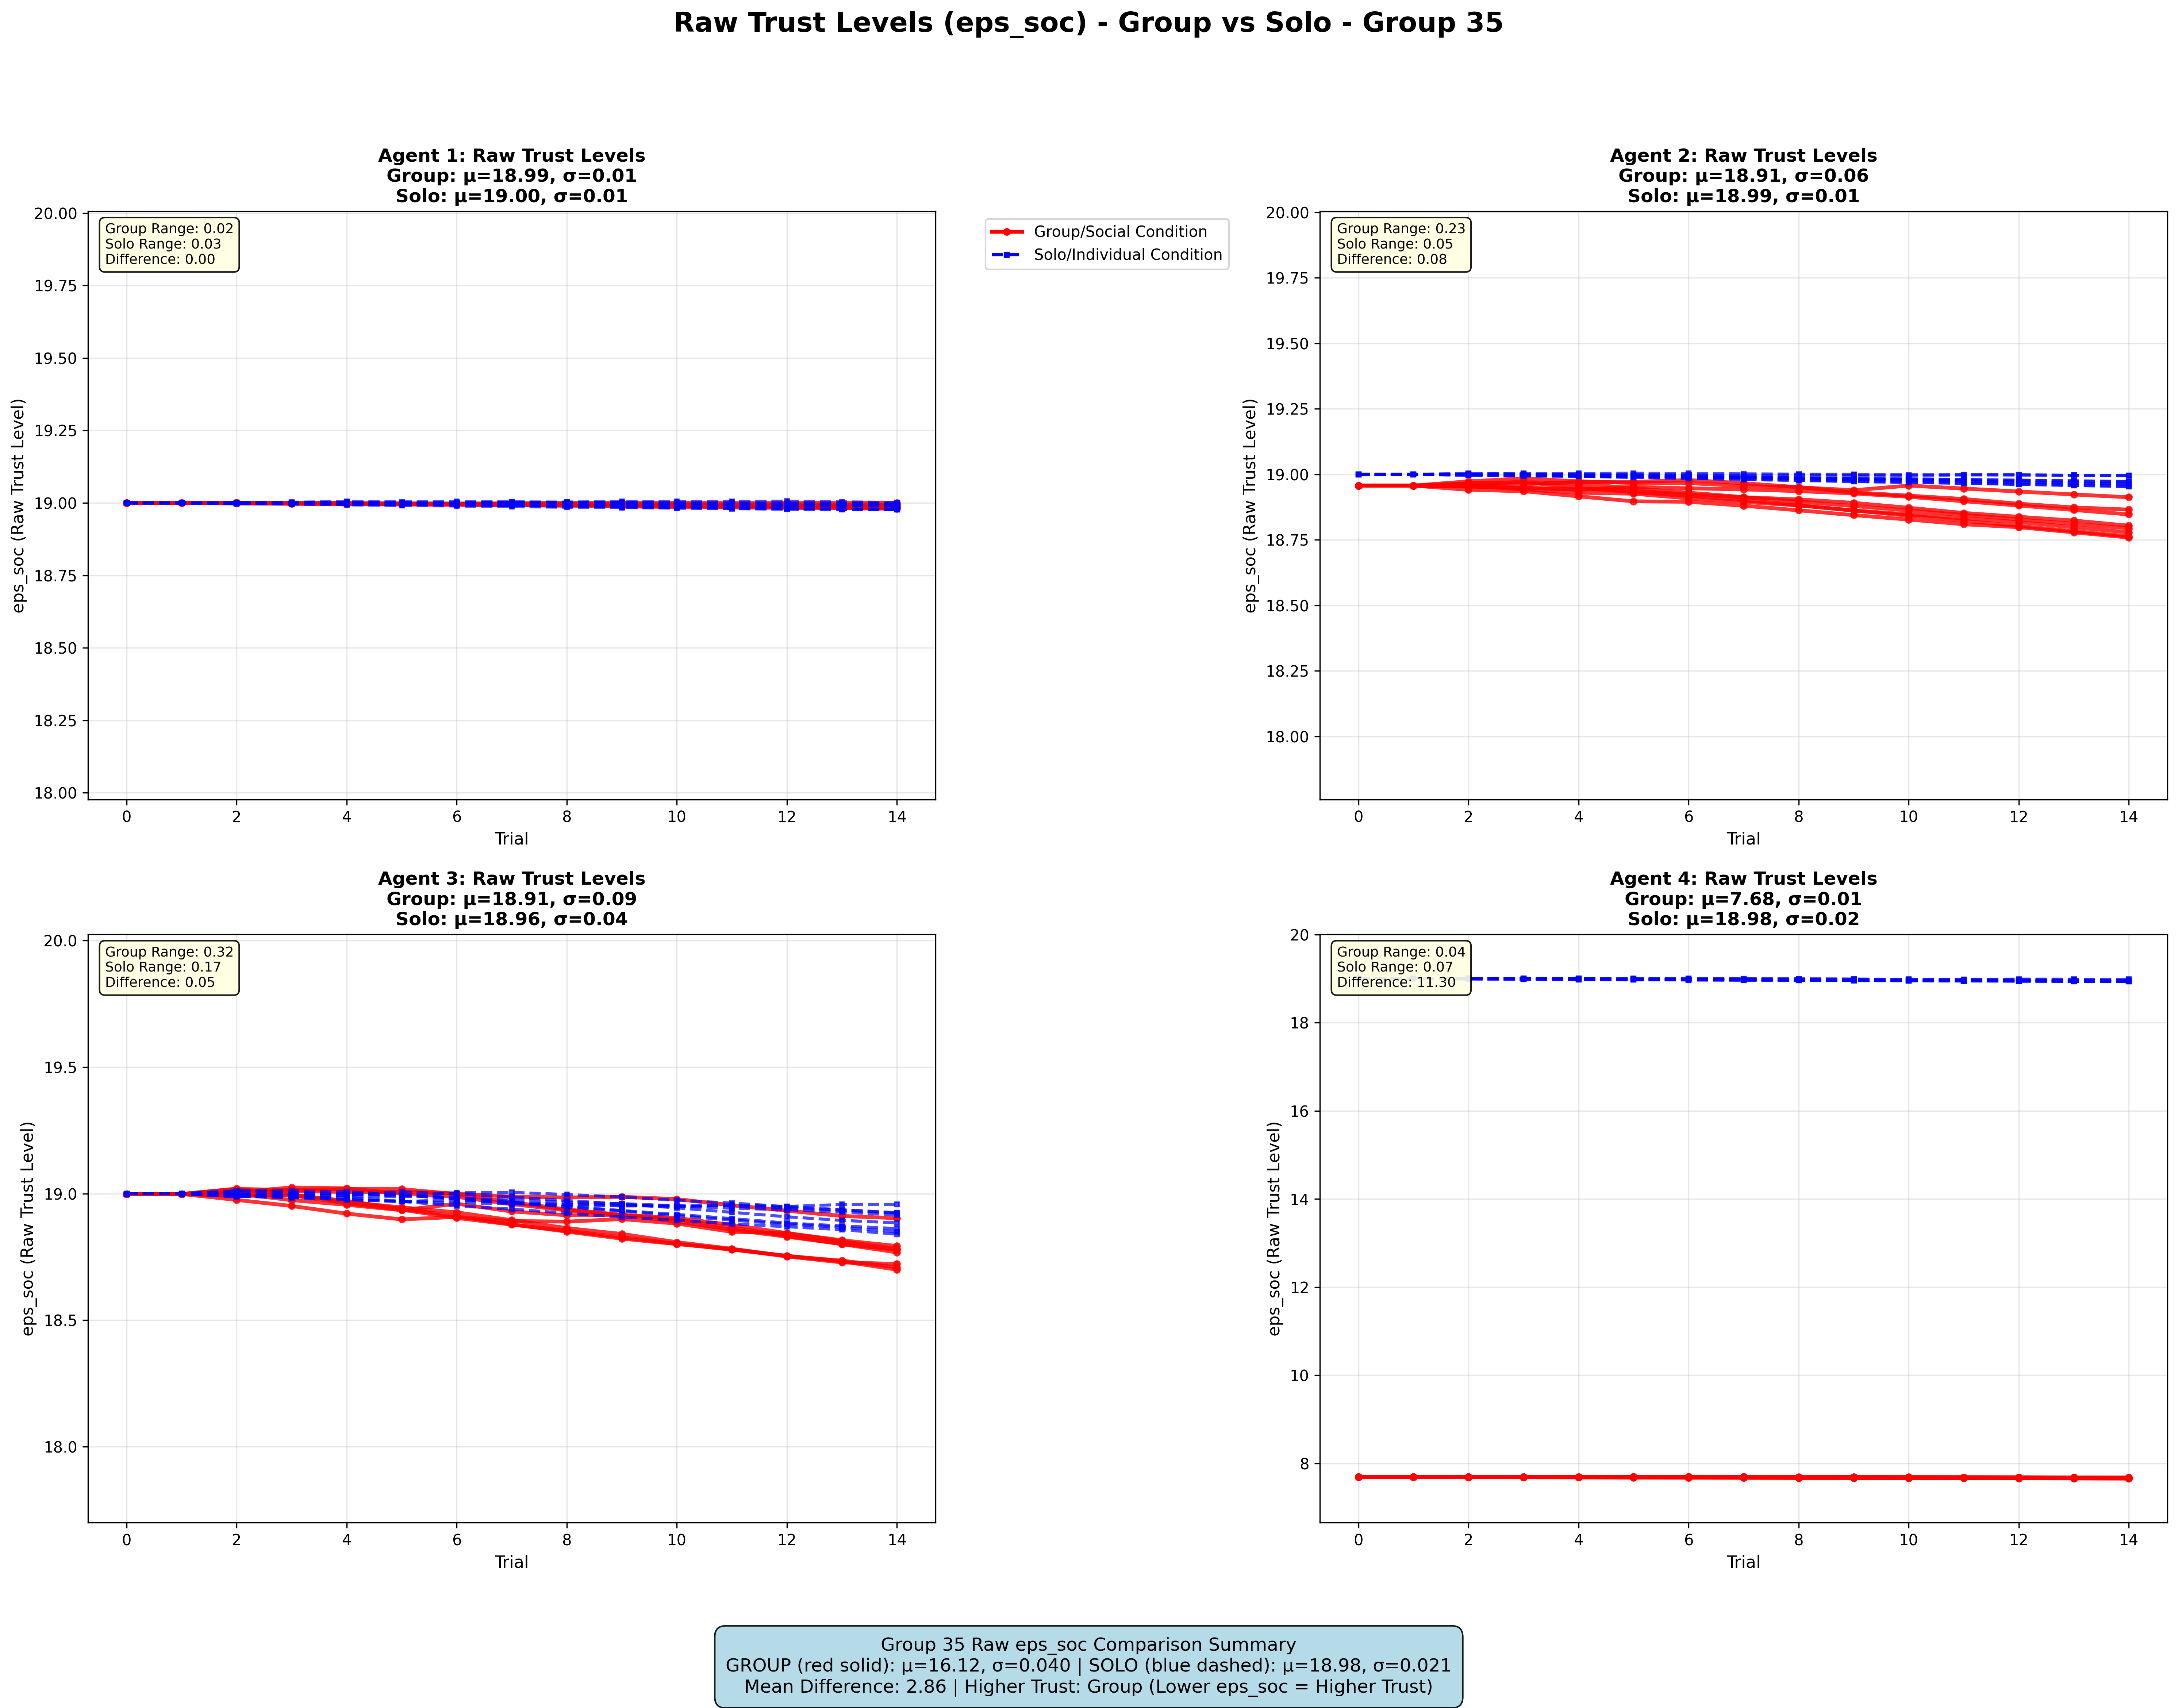 Raw Trust Levels (eps_soc) - Group vs Solo - Group 35
Agent 1: Raw Trust Levels
Group: μ=18.99, σ=0.01
Solo: μ=19.00, σ=0.01
Group Range: 0.02
Solo Range: 0.03
Difference: 0.00
20.00
19.75
19.50
19.25
19.00
18.75
18.50
18.25
18.00
eps_soc (Raw Trust Level)
0 2 4 6 8 10 12 14
Trial
Group/Social Condition
Solo/Individual Condition
Agent 2: Raw Trust Levels
Group: μ=18.91, σ=0.06
Solo: μ=18.99, σ=0.01
Group Range: 0.23
Solo Range: 0.05
Difference: 0.08
20.00
19.75
19.50
19.25
19.00
18.75
18.50
18.25
18.00
eps_soc (Raw Trust Level)
0 2 4 6 8 10 12 14
Trial
Agent 3: Raw Trust Levels
Group: μ=18.91, σ=0.09
Solo: μ=18.96, σ=0.04
Group Range: 0.32
Solo Range: 0.17
Difference: 0.05
20.0
19.5
19.0
18.5
18.0
eps_soc (Raw Trust Level)
0 2 4 6 8 10 12 14
Trial
Agent 4: Raw Trust Levels
Group: μ=7.68, σ=0.01
Solo: μ=18.98, σ=0.02
Group Range: 0.04
Solo Range: 0.07
Difference: 11.30
20
18
16
14
12
10
8
eps_soc (Raw Trust Level)
0 2 4 6 8 10 12 14
Trial
Group 35 Raw eps_soc Comparison Summary
GROUP (red solid): μ=16.12, σ=0.040 | SOLO (blue dashed): μ=18.98, σ=0.021
Mean Difference: 2.86 | Higher Trust: Group (Lower eps_soc = Higher Trust)